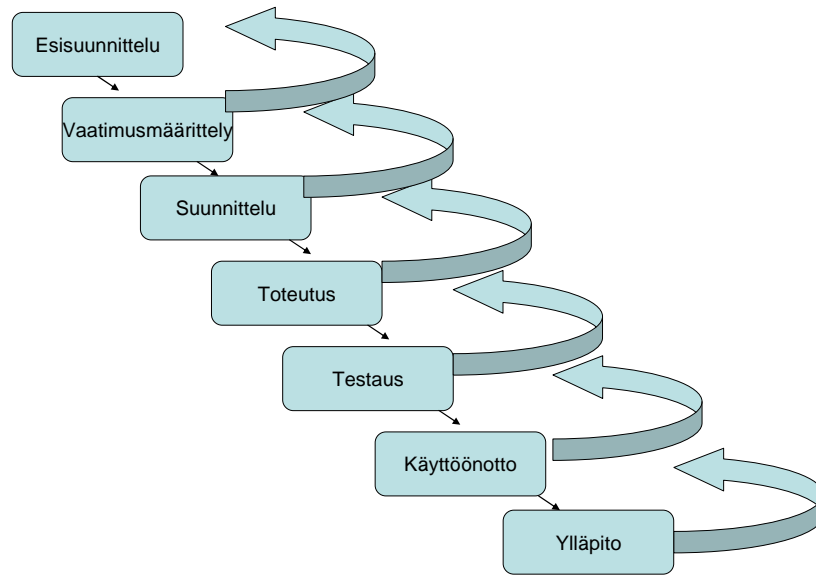 Esisuunnittelu
Vaatimusmäärittely
Suunnittelu
Toteutus
Testaus
Käyttöönotto
Ylläpito